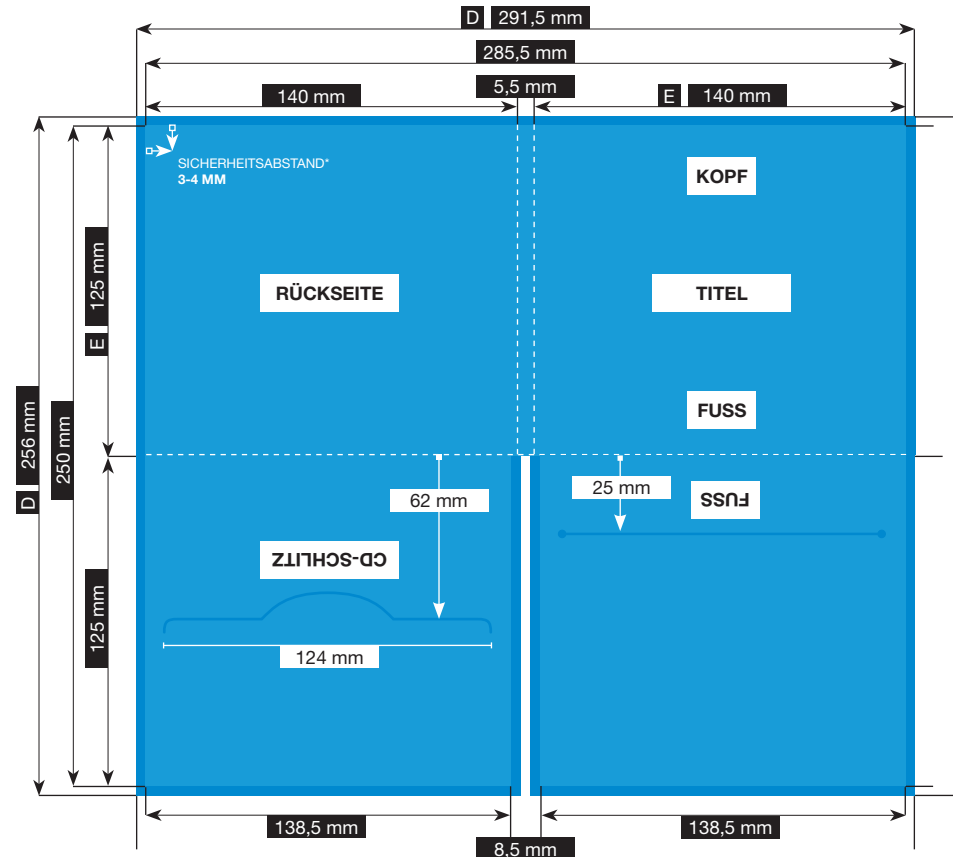 D 291,5 mm
285,5 mm
5,5 mm
140 mm
E 140 mm
SICHERHEITSABSTAND*
3-4 MM
KOPF
125 mm
E
RÜCKSEITE
TITEL
FUSS
D 256 mm
250 mm
62 mm
25 mm
FUSS
CD-SCHLITZ
125 mm
124 mm
138,5 mm
138,5 mm
8,5 mm